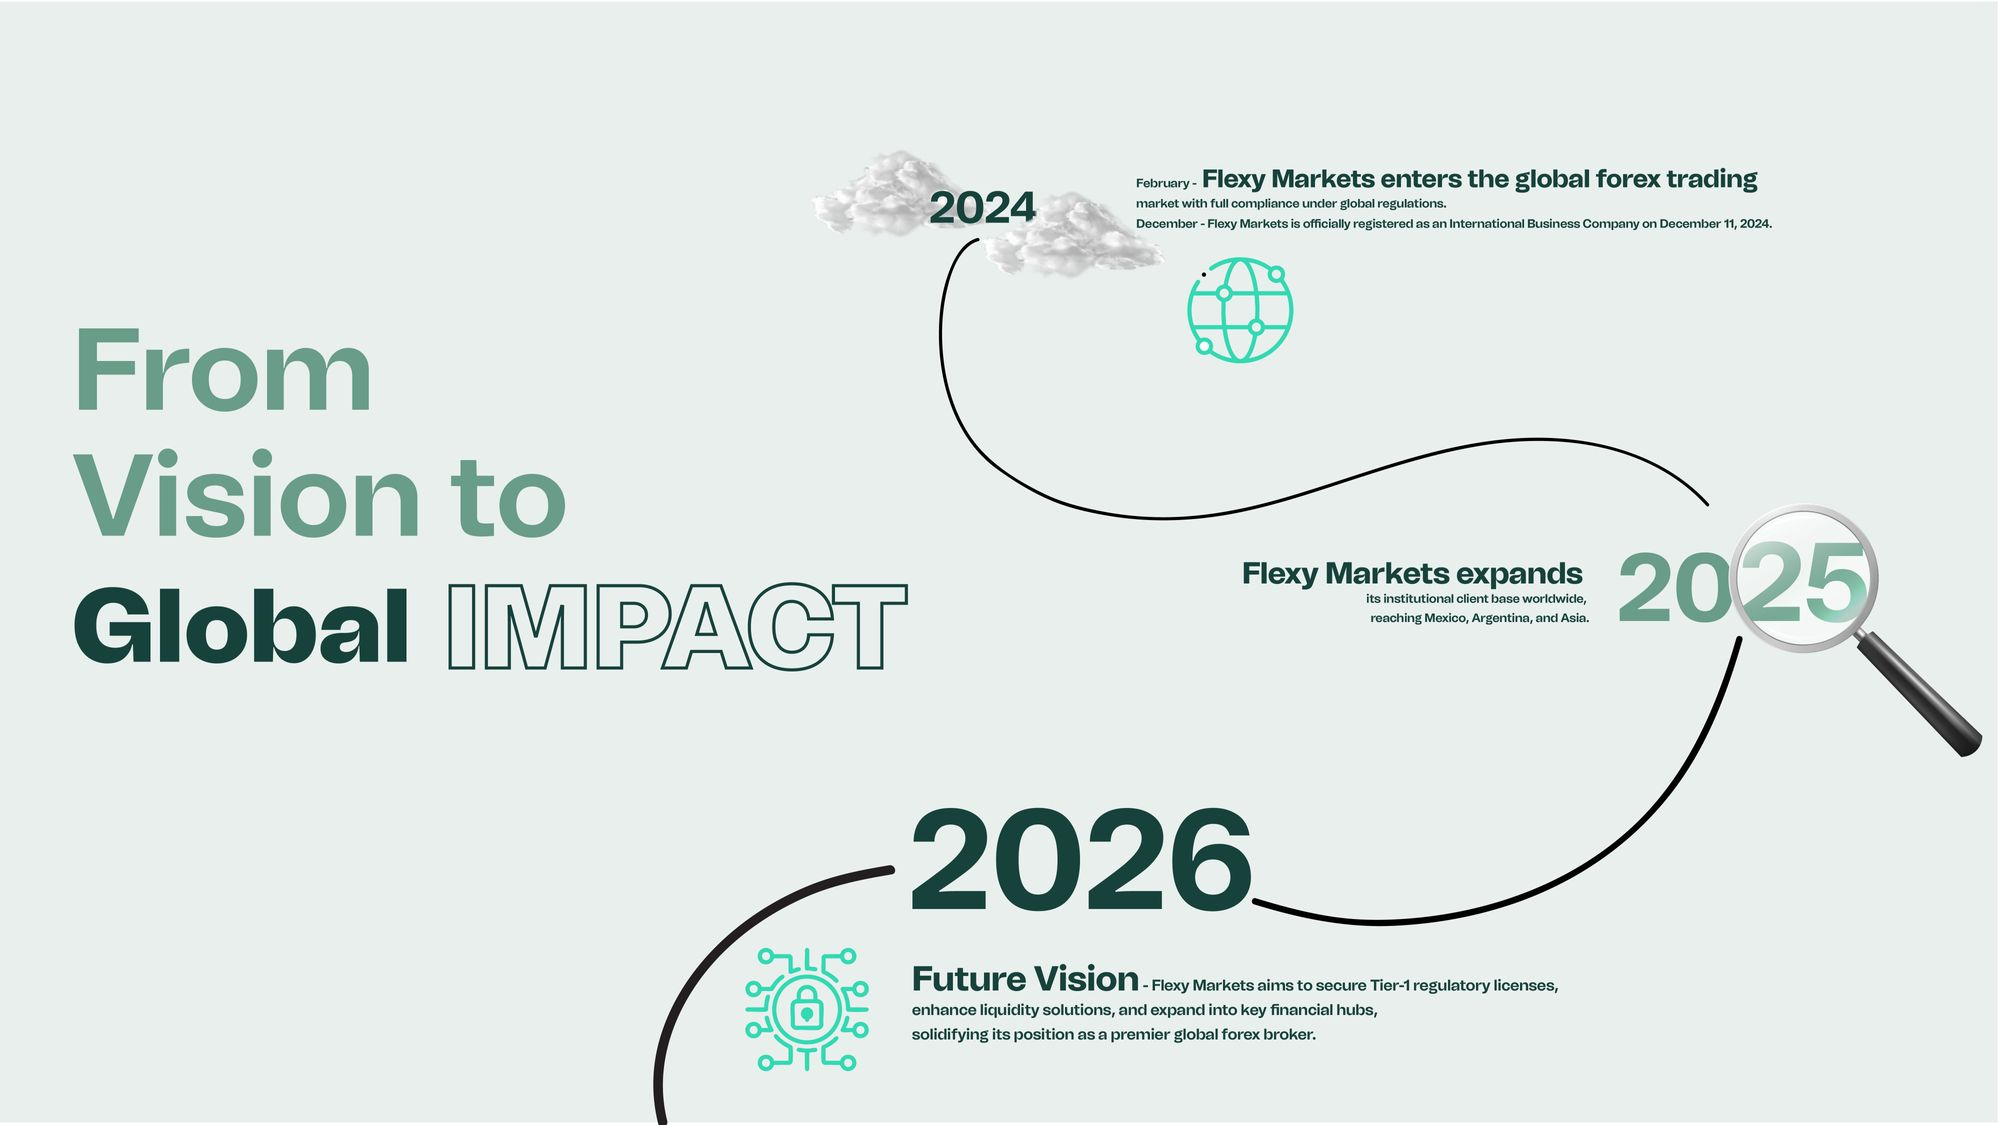 From
Vision to
Global IMPACT
2024
February - Flexy Markets enters the global forex trading
market with full compliance under global regulations.
December - Flexy Markets is officially registered as an International Business Company on December 11, 2024.
Flexy Markets expands
its institutional client base worldwide,
reaching Mexico, Argentina, and Asia.
2025
2026
Future Vision - Flexy Markets aims to secure Tier-1 regulatory licenses,
enhance liquidity solutions, and expand into key financial hubs,
solidifying its position as a premier global forex broker.